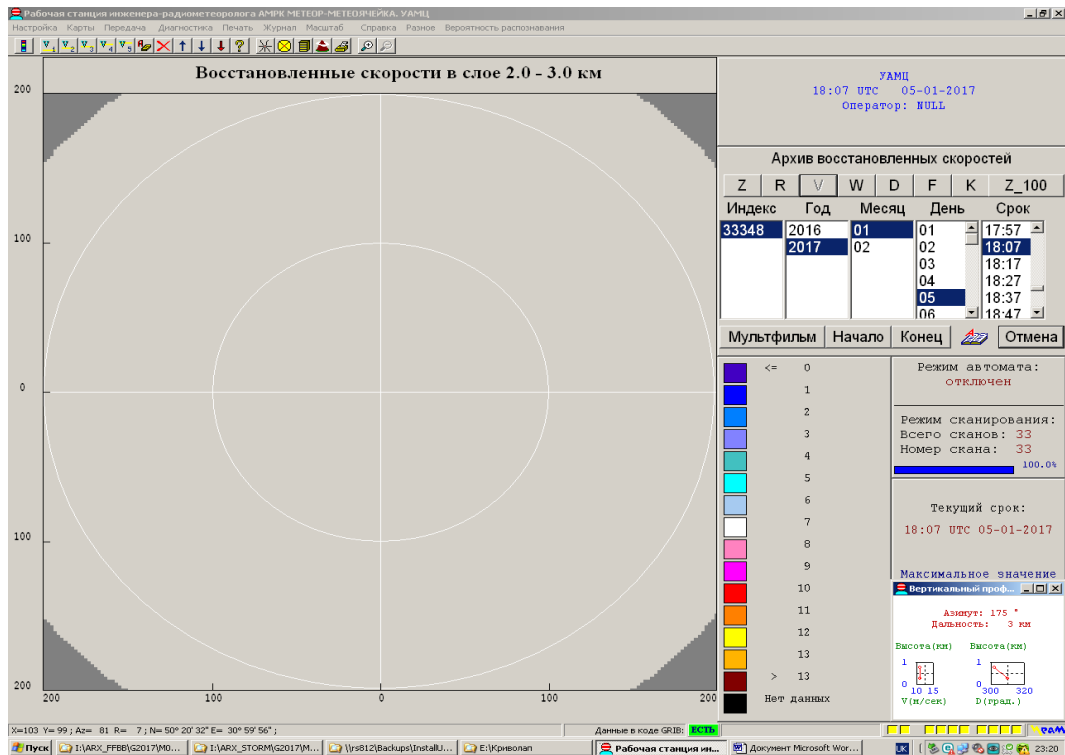 Рабочая станция инженера-радиометеоролога АМРК МЕТЕОР-МЕТЕОЯЧЕЙКА. УАМЦ
Настройка Карты Передача Диагностика Печать Журнал Масштаб Справка Разное Вероятность распознавания
Восстановленные скорости в слое 2.0 - 3.0 км
200
100
0
100
200
200 100 0 100 200
УАМЦ
18:07 UTC 05-01-2017
Оператор: NULL
Архив восстановленных скоростей
Z R V W D F K Z_100
Индекс Год Месяц День Срок
33348 2016 01 01 17:57
2017 02 02 18:07
03 18:17
04 18:27
05 18:37
06 18:47
Мультфильм Начало Конец Отмена
<= 0
1
2
3
4
5
6
7
8
9
10
11
12
13
> 13
Нет данных
Режим автомата:
отключен
Режим сканирования:
Всего сканов: 33
Номер скана: 33
100.0%
Текущий срок:
18:07 UTC 05-01-2017
Максимальное значение
Вертикальный проф...
Азимут: 175 °
Дальность: 3 км
Высота(км) Высота(км)
1 1
0 0
10 15 300 320
V(м/сек) D(град.)
X=103 Y= 99 ; Az= 81 R= 7 ; N= 50° 20' 32" E= 30° 59' 56" ;
Данные в коде GRIB: ЕСТЬ
Пуск I:\ARX_FFBB\G2017\M0... I:\ARX_STORM\G2017\M... \\rs812\Backups\InstallU... E:\Криволап Рабочая станция ин... Документ Microsoft Wor... UK 23:20